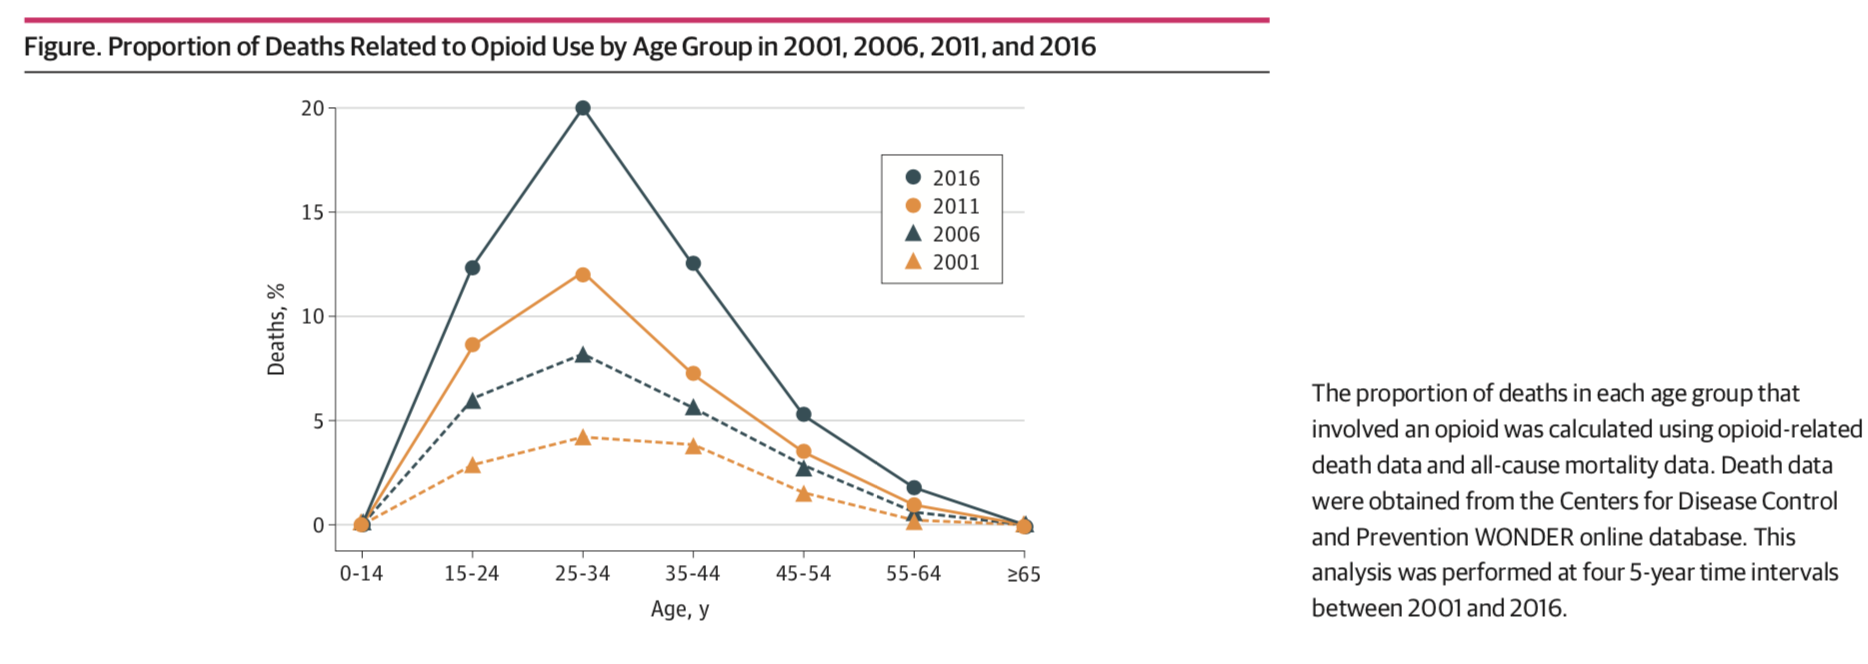 Figure. Proportion of Deaths Related to Opioid Use by Age Group in 2001, 2006, 2011, and 2016
20
15
10
5
0
Deaths, %
2016
2011
2006
2001
0-14
15-24
25-34
35-44
45-54
55-64
≥65
Age, y
The proportion of deaths in each age group that
involved an opioid was calculated using opioid-related
death data and all-cause mortality data. Death data
were obtained from the Centers for Disease Control
and Prevention WONDER online database. This
analysis was performed at four 5-year time intervals
between 2001 and 2016.